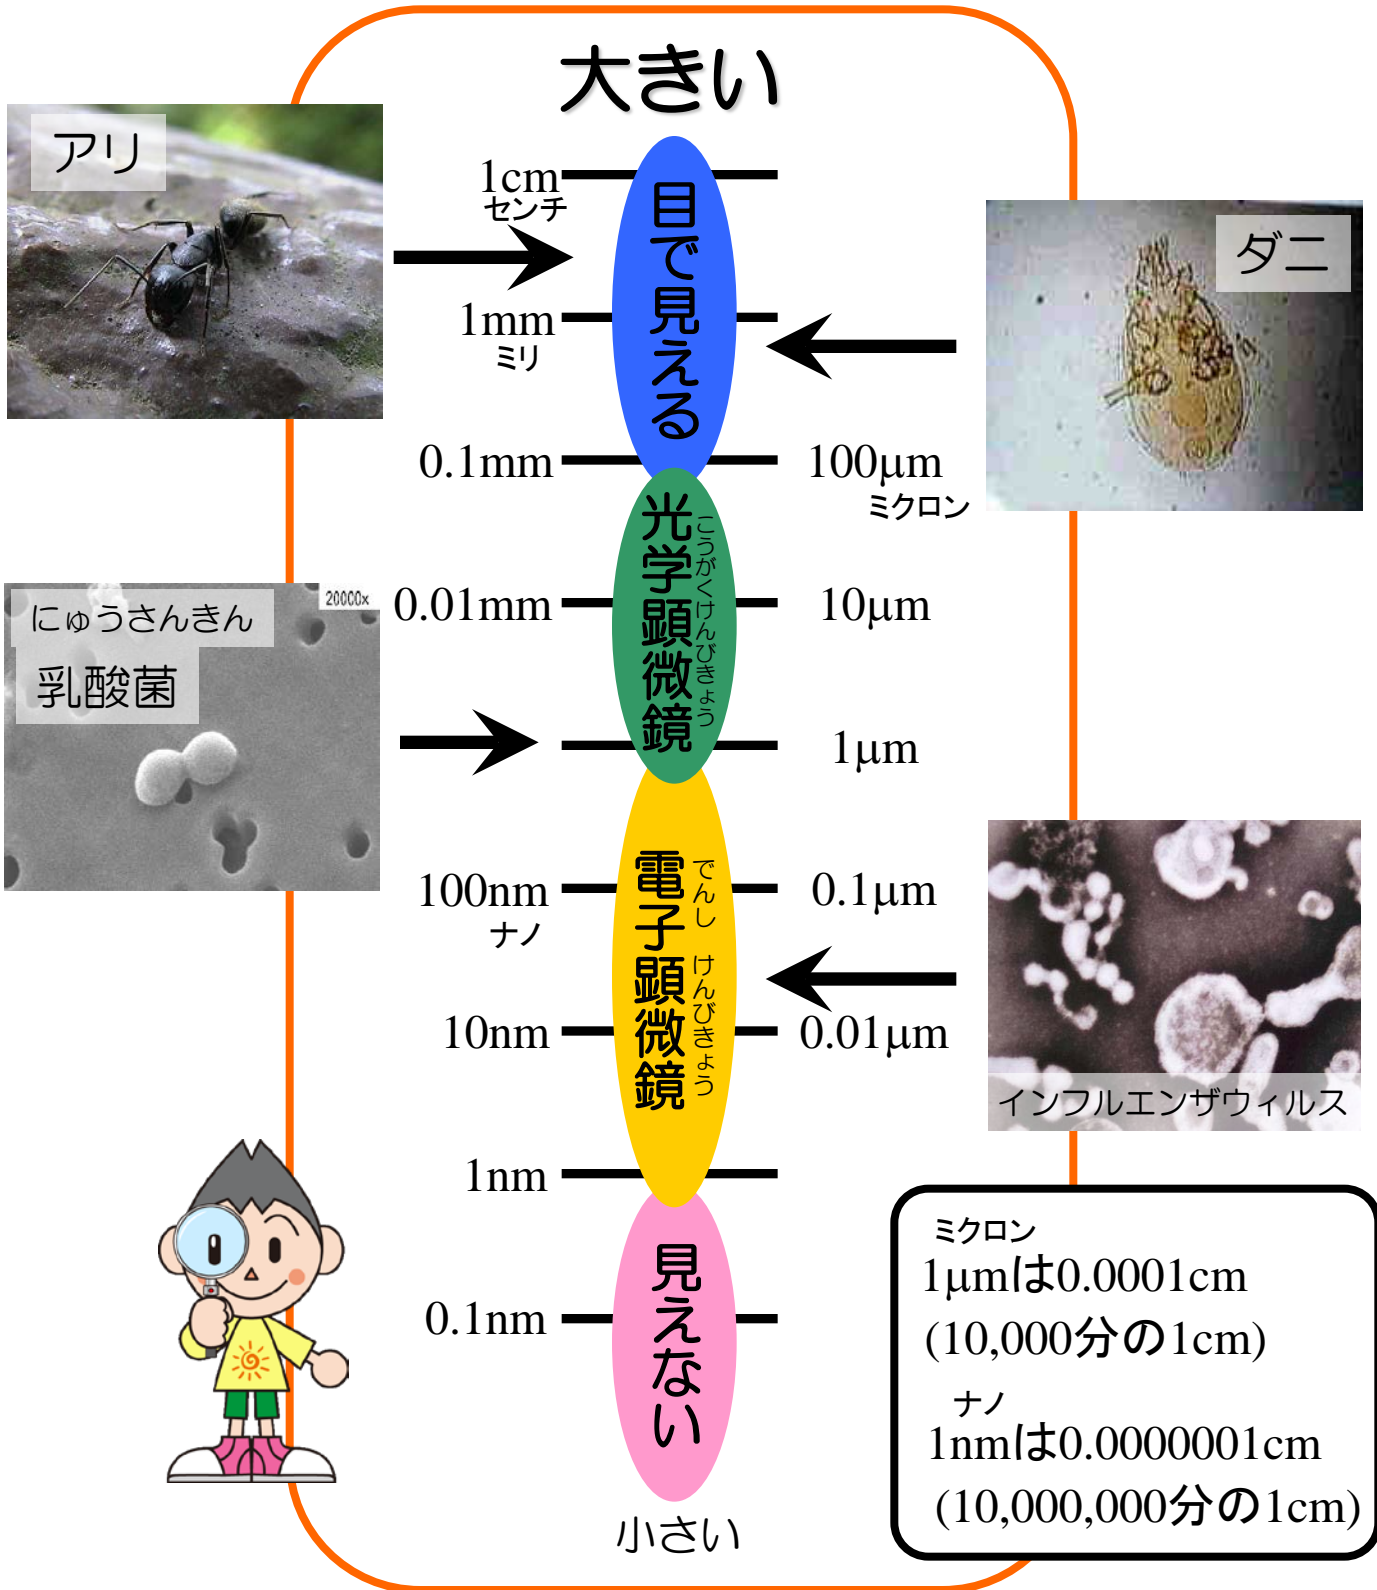 大きい
アリ
1cm
センチ
目で見える
ダニ
1mm
ミリ
0.1mm
100μm
ミクロン
光学顕微鏡
こうがくけんびきょう
20000x
にゅうさんきん
乳酸菌
0.01mm
10μm
1μm
電子顕微鏡
でんし けんびきょう
100nm
ナノ
0.1μm
10nm
0.01μm
インフルエンザウィルス
1nm
見えない
0.1nm
小さい
ミクロン
1μmは0.0001cm
(10,000分の1cm)
ナノ
1nmは0.0000001cm
(10,000,000分の1cm)